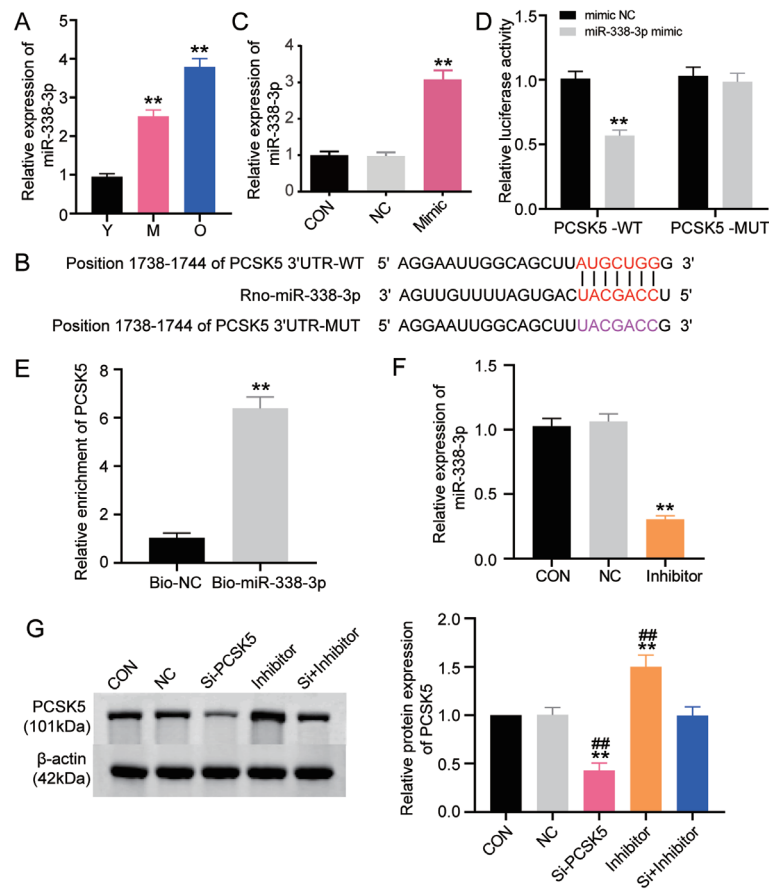 A
Relative expression of
miR-338-3p
5
4
3
2
1
0
**
**
Y
M
O
C
Relative expression of
miR-338-3p
4
3
2
1
0
**
CON
NC
Mimic
D
Relative luciferase activity
1.5
1.0
0.5
0.0
mimic NC
miR-338-3p mimic
**
PCSK5 -WT
PCSK5 -MUT
B
Position 1738-1744 of PCSK5 3'UTR-WT 5' AGGAAUUGGCAGCUUAUGCUGGG 3'
Rno-miR-338-3p 3' AGUUGUUUUAGUGACUACGACCU 5'
Position 1738-1744 of PCSK5 3'UTR-MUT 5' AGGAAUUGGCAGCUUUACGACCG 3'
E
Relative enrichment of PCSK5
8
6
4
2
0
**
Bio-NC
Bio-miR-338-3p
F
Relative expression of
miR-338-3p
1.5
1.0
0.5
0.0
**
CON
NC
Inhibitor
G
CON
NC
Si-PCSK5
Inhibitor
Si+Inhibitor
PCSK5
(101kDa)
β-actin
(42kDa)
Relative protein expression
of PCSK5
2.0
1.5
1.0
0.5
0.0
##
**
##
**
CON
NC
Si-PCSK5
Inhibitor
Si+Inhibitor